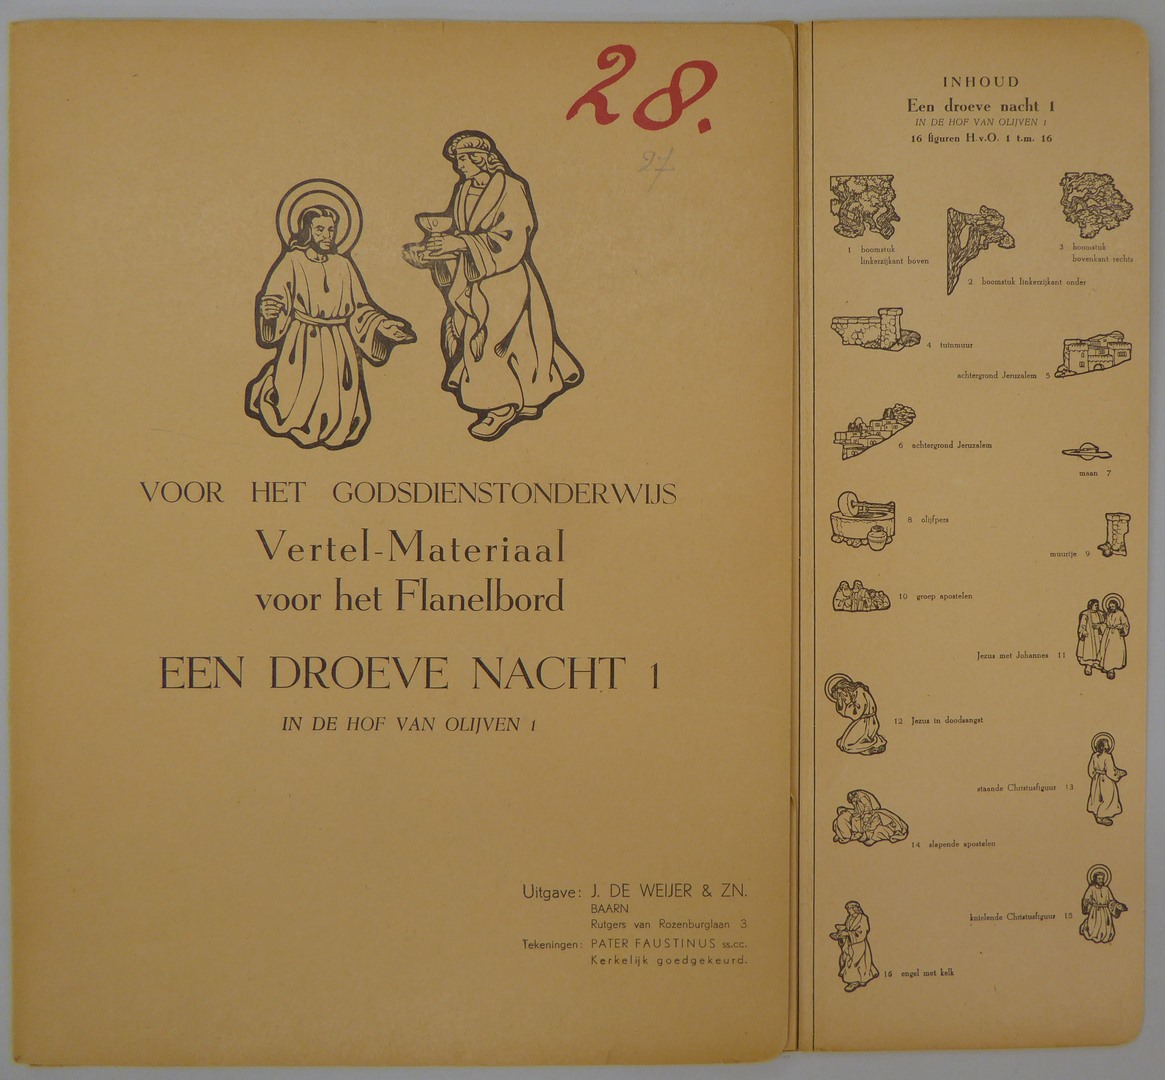 28.
27
VOOR HET GODSDIENSTONDERWIJS
Vertel-Materiaal
voor het Flanelbord
EEN DROEVE NACHT 1
IN DE HOF VAN OLIJVEN 1
Uitgave: J. DE WEIJER & ZN.
BAARN
Rutgers van Rozenburglaan 3
Tekeningen: PATER FAUSTINUS ss.cc.
Kerkelijk goedgekeurd.
INHOUD
Een droeve nacht 1
IN DE HOF VAN OLIJVEN 1
16 figuren H.v.O. 1 t.m. 16
1 boomstuk
linkerzijkant boven
2 boomstuk linkerzijkant onder
3 boomstuk
bovenkant rechts
4 tuinmuur
achtergrond Jeruzalem 5
6 achtergrond Jeruzalem
maan 7
8 olijfpers
muurtje 9
10 groep apostelen
Jezus met Johannes 11
12 Jezus in doodsangst
staande Christusfiguur 13
14 slapende apostelen
knielende Christusfiguur 15
16 engel met kelk